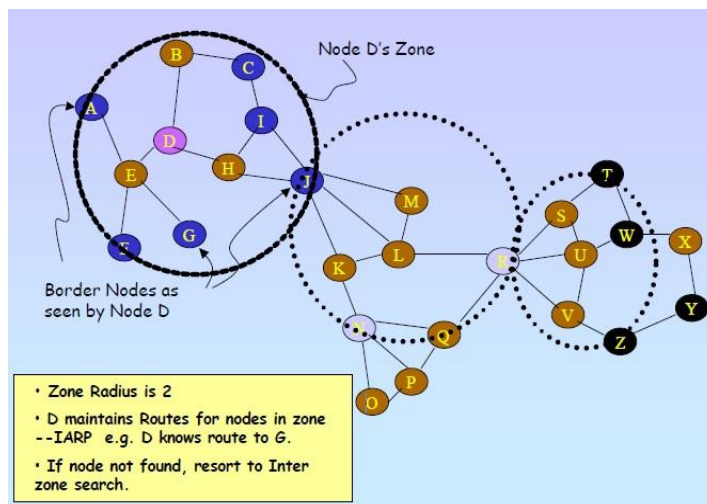 Node D's Zone
B
C
A
I
D
H
E
J
T
M
S
W
X
G
F
U
L
R
K
Border Nodes as
seen by Node D
V
Y
N
Q
Z
P
O
• Zone Radius is 2
• D maintains Routes for nodes in zone
--IARP e.g. D knows route to G.
• If node not found, resort to Inter
zone search.